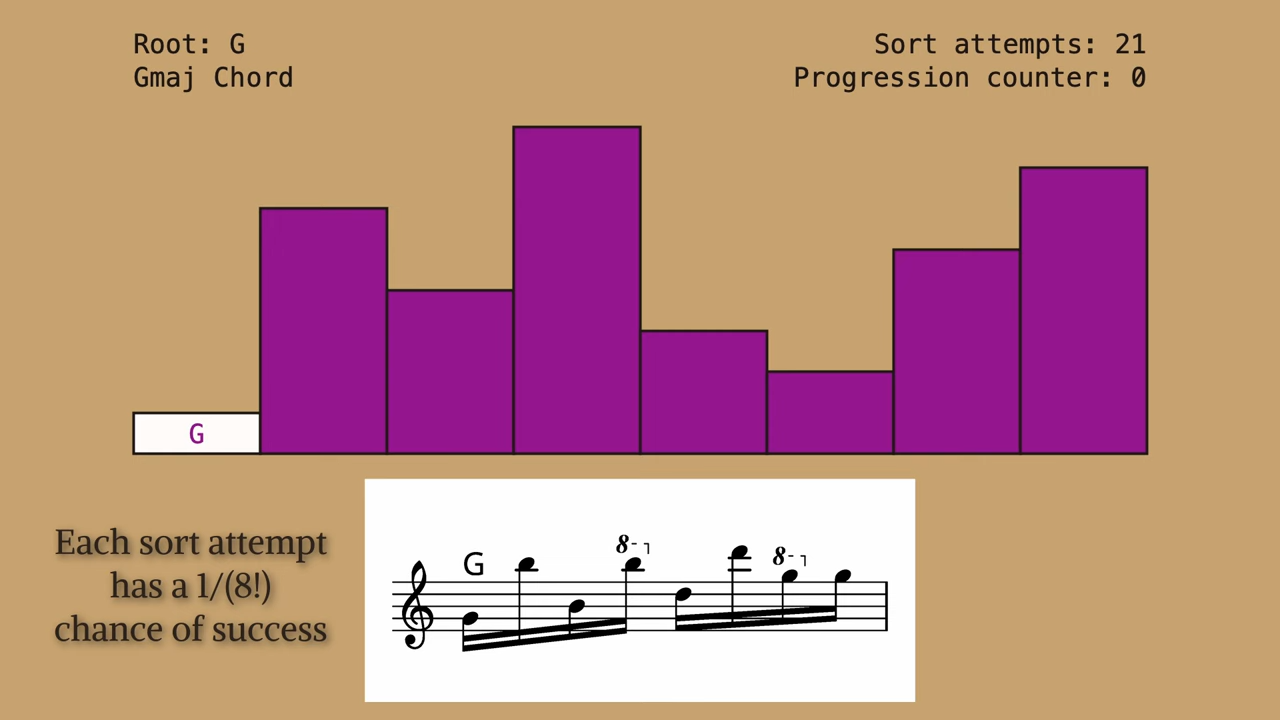 Root: G
Gmaj Chord
Sort attempts: 21
Progression counter: 0
G
Each sort attempt
has a 1/(8!)
chance of success
G
8
8